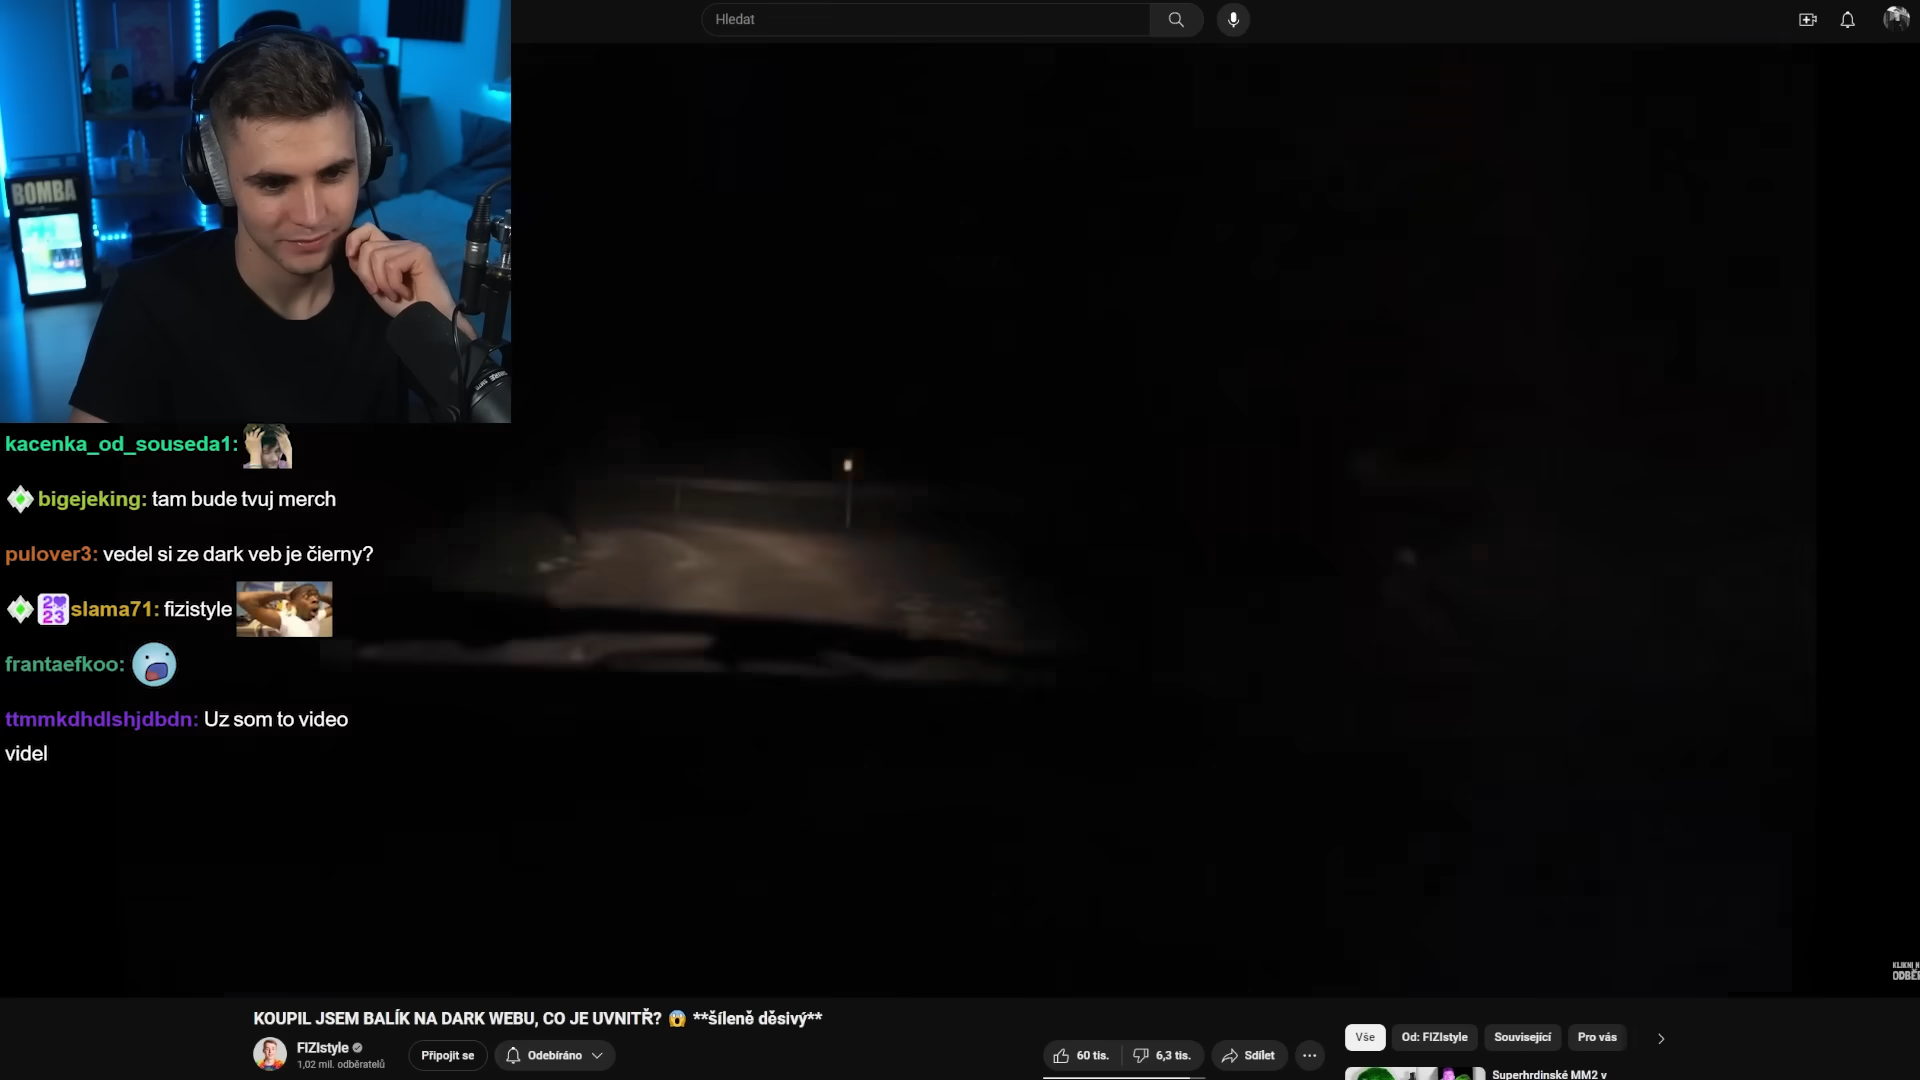 Hledat
BOMBA
kacenka_od_souseda1:
bigejeking: tam bude tvuj merch
pulover3: vedel si ze dark veb je čierny?
2023 slama71: fizistyle
frantaefkoo:
ttmmkdhdlshjdbdn: Uz som to video
videl
KLIKNI N
ODBĚR
KOUPIL JSEM BALÍK NA DARK WEBU, CO JE UVNITŘ? 😱 **šíleně děsivý**
FIZIstyle
1,02 mil. odběratelů
Připojit se
Odebíráno
60 tis.
6,3 tis.
Sdílet
Vše
Od: FIZIstyle
Související
Pro vás
Superhrdinské MM2 v